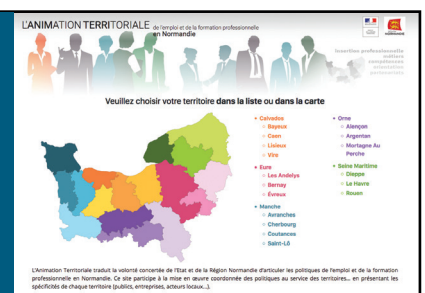 L'ANIMATION TERRITORIALE de l'emploi et de la formation professionnelle
en Normandie
insertion professionnelle
métiers
compétences
orientation
partenariats
Veuillez choisir votre territoire dans la liste ou dans la carte
Calvados
Bayeux
Caen
Lisieux
Vire
Eure
Les Andelys
Bernay
Évreux
Manche
Avranches
Cherbourg
Coutances
Saint-Lô
Orne
Alençon
Argentan
Mortagne Au
Perche
Seine Maritime
Dieppe
Le Havre
Rouen
L'Animation Territoriale traduit la volonté concertée de l'Etat et de la Région Normandie d'articuler les politiques de l'emploi et de la formation
professionnelle en Normandie. Ce site participe à la mise en œuvre coordonnée des politiques au service des territoires... en présentant les
spécificités de chaque territoire (publics, entreprises, acteurs locaux...).